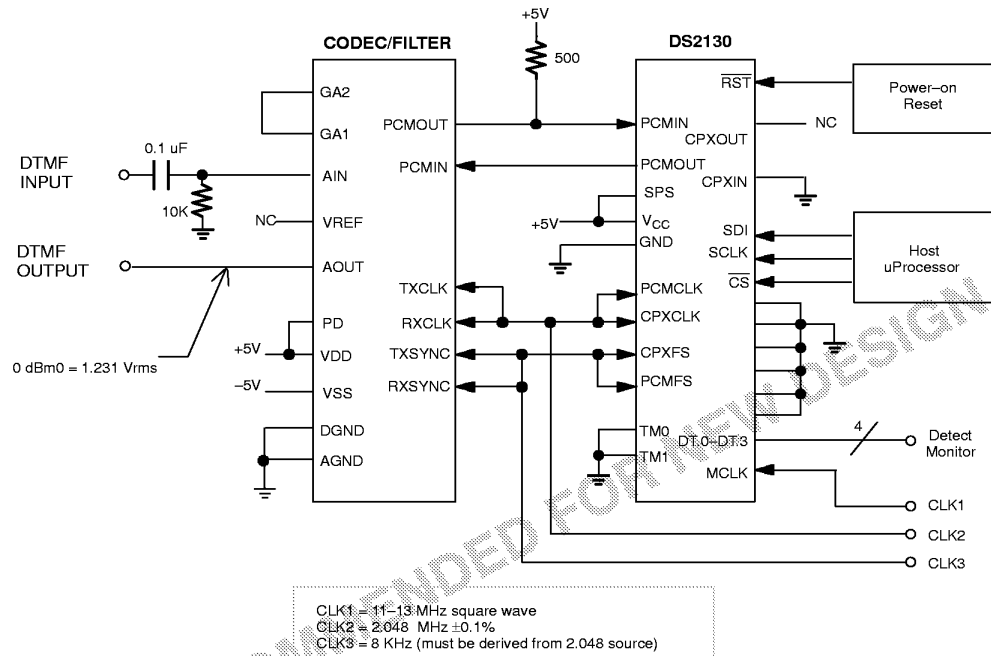 +5V
CODEC/FILTER
500
DS2130
GA2
GA1
PCMOUT
PCMIN
AIN
VREF
AOUT
TXCLK
RXCLK
PD
VDD
TXSYNC
RXSYNC
VSS
DGND
AGND
DTMF
INPUT
0.1 uF
10K
NC
DTMF
OUTPUT
0 dBm0 = 1.231 Vrms
+5V
–5V
RST
PCMIN
CPXOUT
NC
PCMOUT
SPS
CPXIN
+5V
VCC
GND
SDI
SCLK
CS
PCMCLK
CPXCLK
CPXFS
PCMFS
TM0
DT.0–DT.3
TM1
MCLK
Power–on
Reset
Host
uProcessor
4
Detect
Monitor
CLK1
CLK2
CLK3
CLK1 = 11–13 MHz square wave
CLK2 = 2.048 MHz ±0.1%
CLK3 = 8 KHz (must be derived from 2.048 source)
OMMENDED FOR NEW DESIGN